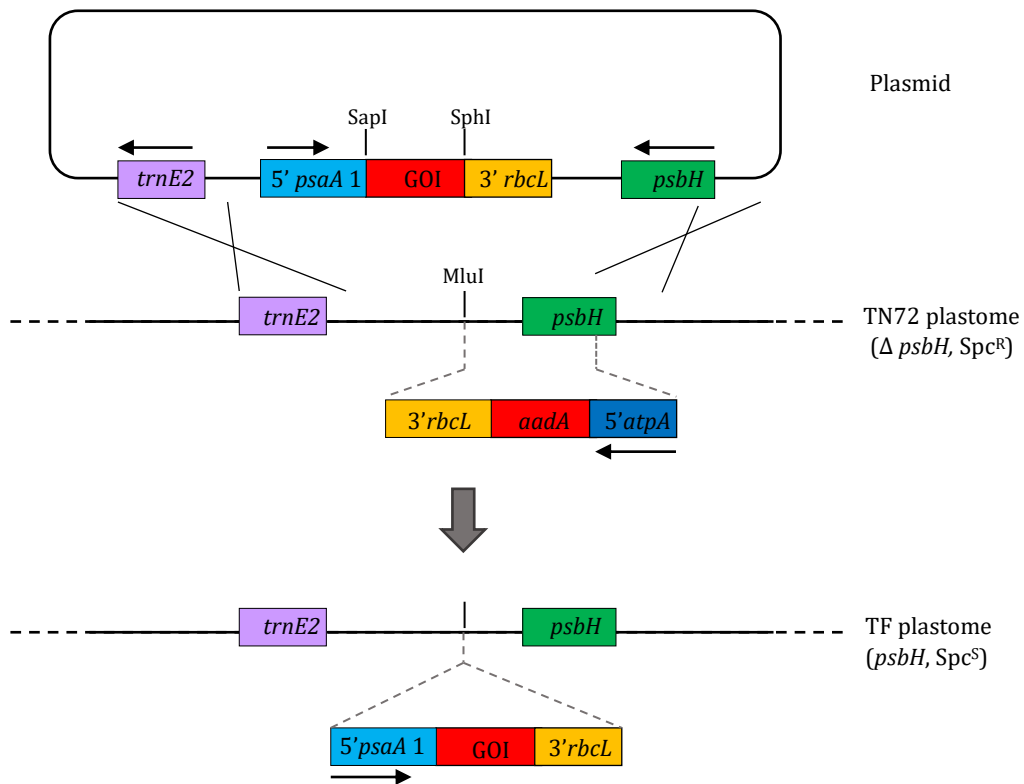 Plasmid
SapI SphI
trnE2 5' psaA 1 GOI 3' rbcL psbH
MluI
trnE2 psbH TN72 plastome
(Δ psbH, Spcᴿ)
3'rbcL aadA 5'atpA
trnE2 psbH TF plastome
(psbH, Spcˢ)
5'psaA 1 GOI 3'rbcL